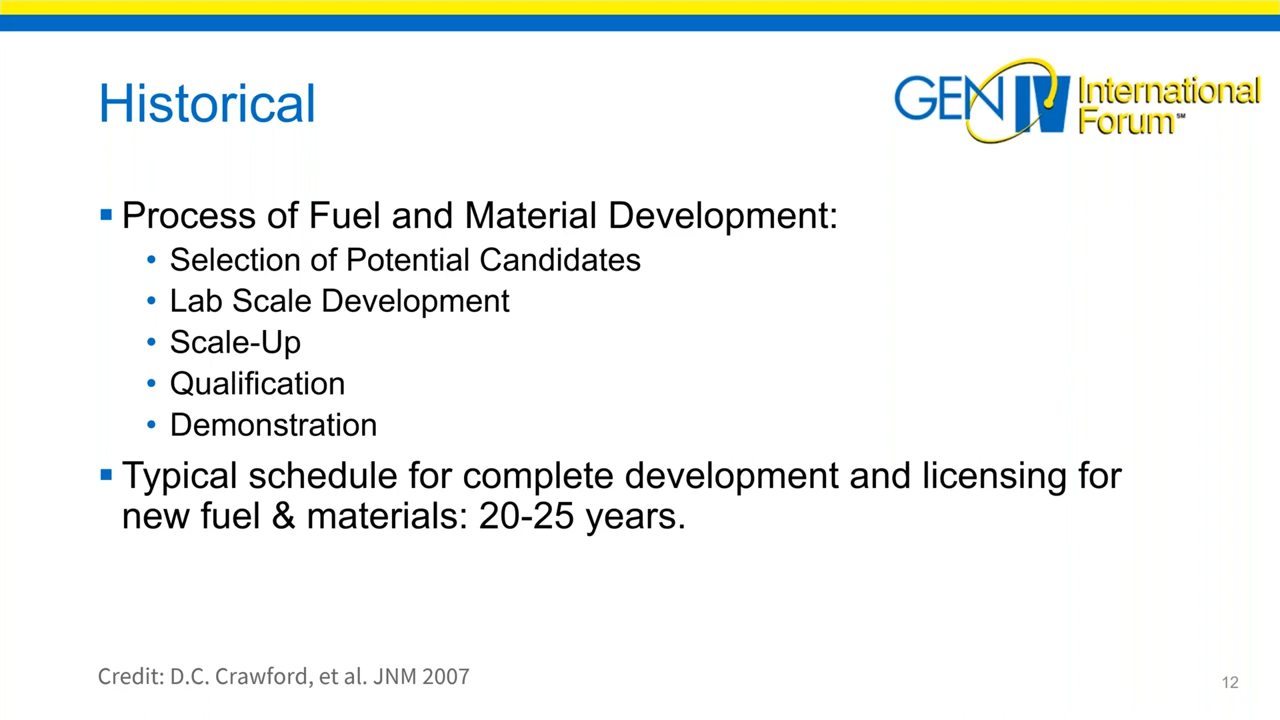 Historical
GEN IV International Forum℠
▪ Process of Fuel and Material Development:
• Selection of Potential Candidates
• Lab Scale Development
• Scale-Up
• Qualification
• Demonstration
▪ Typical schedule for complete development and licensing for
new fuel & materials: 20-25 years.
Credit: D.C. Crawford, et al. JNM 2007
12